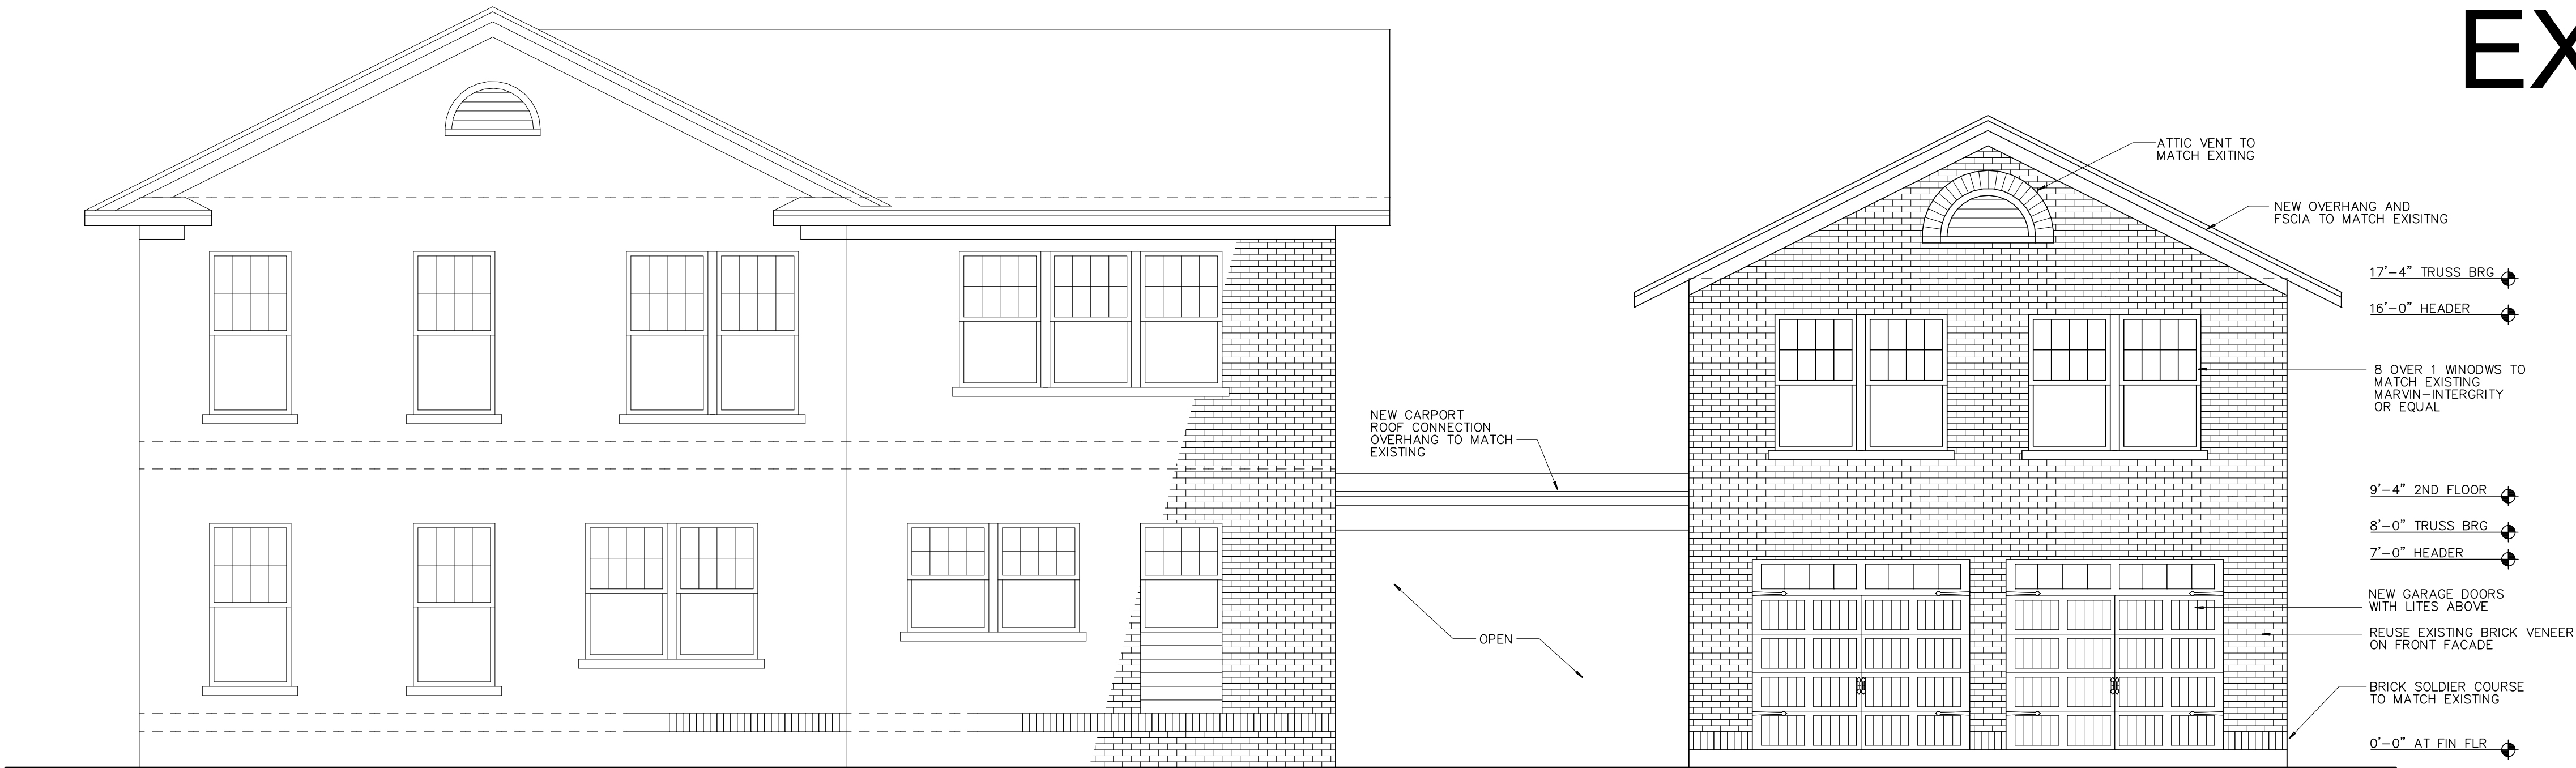 EX
ATTIC VENT TO
MATCH EXITING
NEW OVERHANG AND
FSCIA TO MATCH EXISITNG
17'-4" TRUSS BRG
16'-0" HEADER
8 OVER 1 WINODWS TO
MATCH EXISTING
MARVIN-INTERGRITY
OR EQUAL
NEW CARPORT
ROOF CONNECTION
OVERHANG TO MATCH
EXISTING
9'-4" 2ND FLOOR
8'-0" TRUSS BRG
7'-0" HEADER
NEW GARAGE DOORS
WITH LITES ABOVE
REUSE EXISTING BRICK VENEER
ON FRONT FACADE
OPEN
BRICK SOLDIER COURSE
TO MATCH EXISTING
0'-0" AT FIN FLR